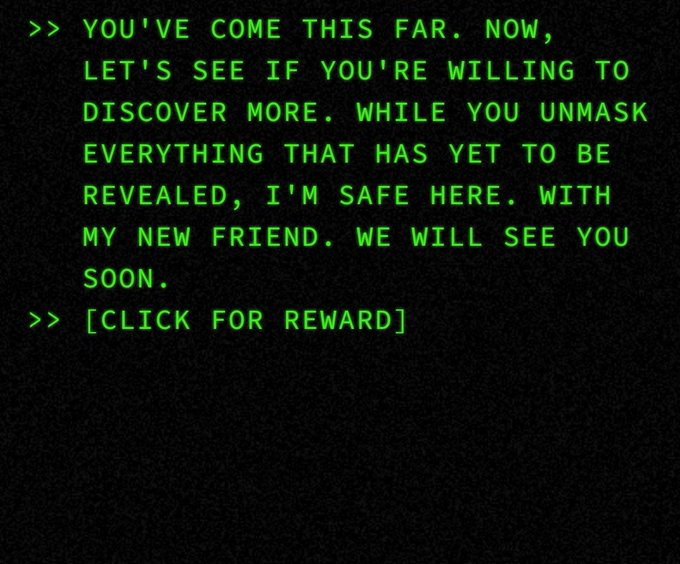 >> YOU'VE COME THIS FAR. NOW,
LET'S SEE IF YOU'RE WILLING TO
DISCOVER MORE. WHILE YOU UNMASK
EVERYTHING THAT HAS YET TO BE
REVEALED, I'M SAFE HERE. WITH
MY NEW FRIEND. WE WILL SEE YOU
SOON.
>> [CLICK FOR REWARD]